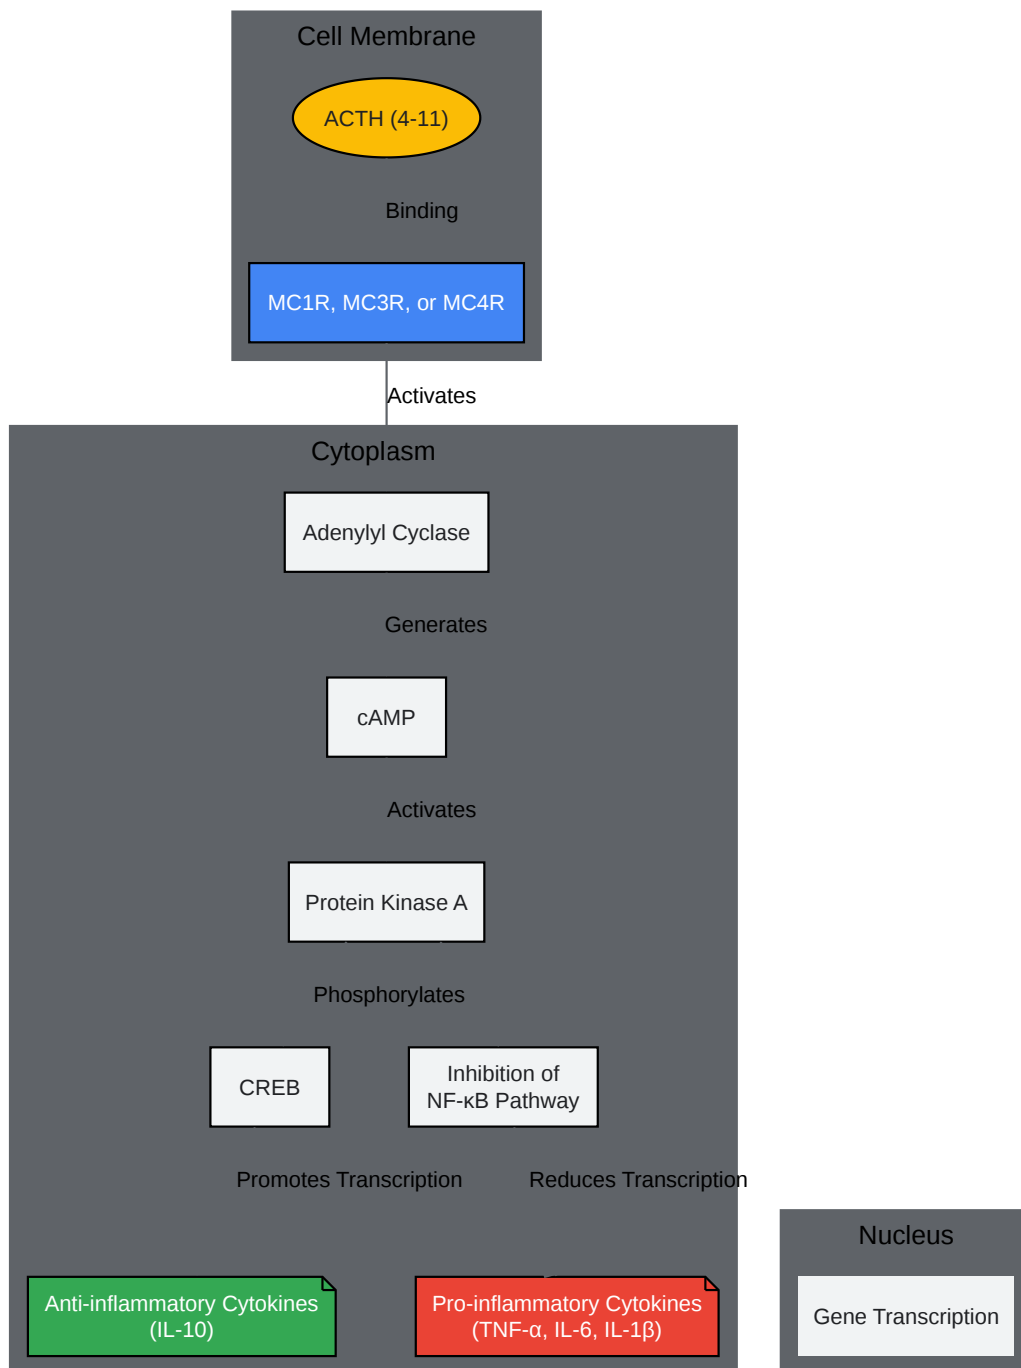 Cell Membrane
ACTH (4-11)
Binding
MC1R, MC3R, or MC4R
Activates
Cytoplasm
Adenylyl Cyclase
Generates
cAMP
Activates
Protein Kinase A
Phosphorylates
CREB
Inhibition of
NF-κB Pathway
Promotes Transcription
Reduces Transcription
Anti-inflammatory Cytokines
(IL-10)
Pro-inflammatory Cytokines
(TNF-α, IL-6, IL-1β)
Nucleus
Gene Transcription